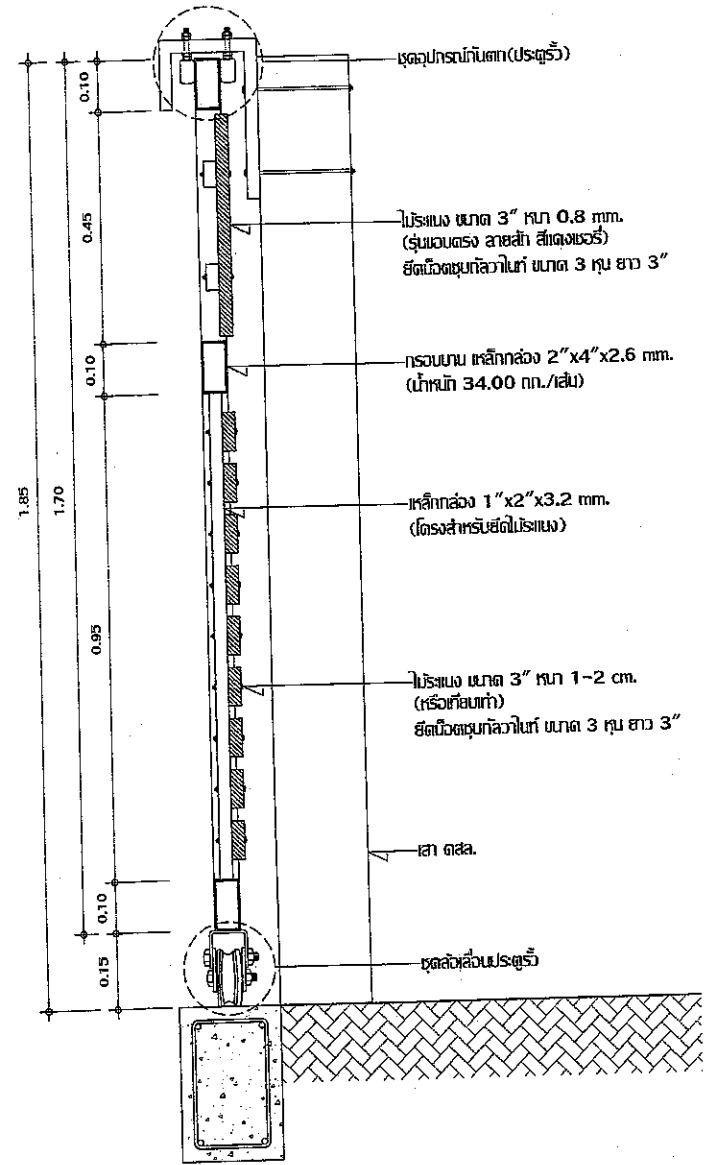 ชุดอุปกรณ์กันตก(ประตูรั้ว)
0.10
ไม้ระแนง ขนาด 3" หนา 0.8 mm.
(รุ่นขอบตรง ลายสัก สีแดงเชอรี่)
ยึดน็อตชุบกัลวาไนท์ ขนาด 3 หุน ยาว 3"
0.45
กรอบบาน เหล็กกล่อง 2"x4"x2.6 mm.
(น้ำหนัก 34.00 กก./เส้น)
0.10
1.85
1.70
เหล็กกล่อง 1"x2"x3.2 mm.
(โครงสำหรับยึดไม้ระแนง)
0.95
ไม้ระแนง ขนาด 3" หนา 1-2 cm.
(หรือเทียบเท่า)
ยึดน็อตชุบกัลวาไนท์ ขนาด 3 หุน ยาว 3"
เสา คสล.
0.10
ชุดล้อเลื่อนประตูรั้ว
0.15